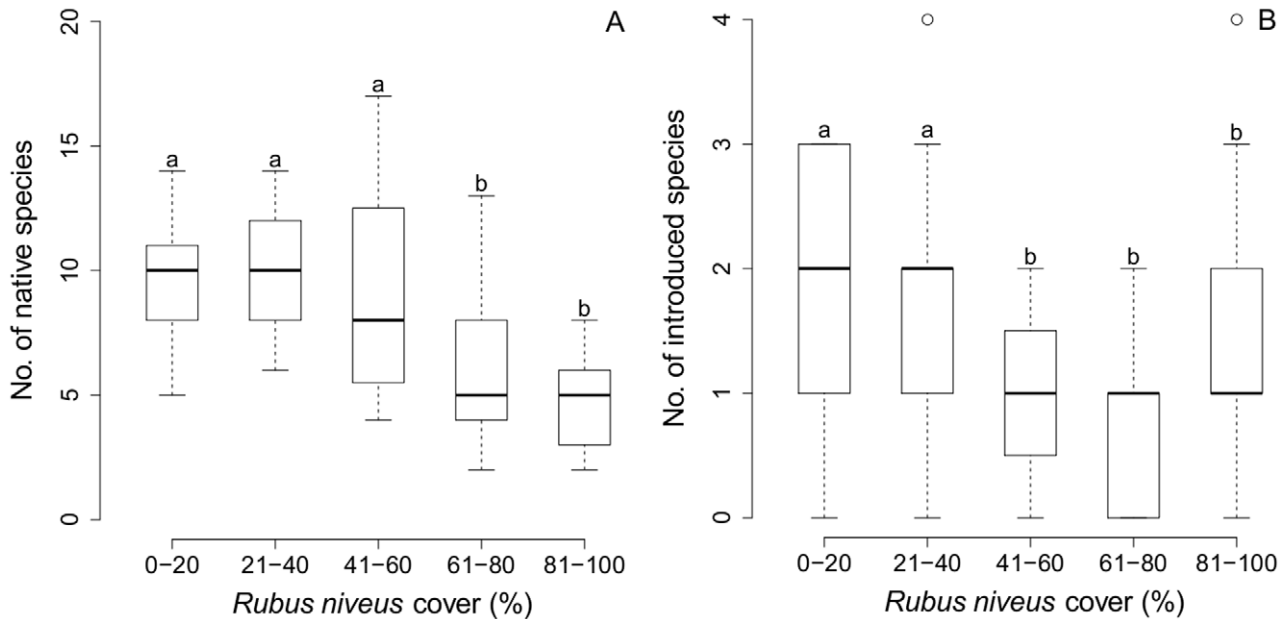 A
No. of native species
20
15
10
5
0
a
a
a
b
b
0-20
21-40
41-60
61-80
81-100
Rubus niveus cover (%)
B
No. of introduced species
4
3
2
1
0
a
a
b
b
b
0-20
21-40
41-60
61-80
81-100
Rubus niveus cover (%)